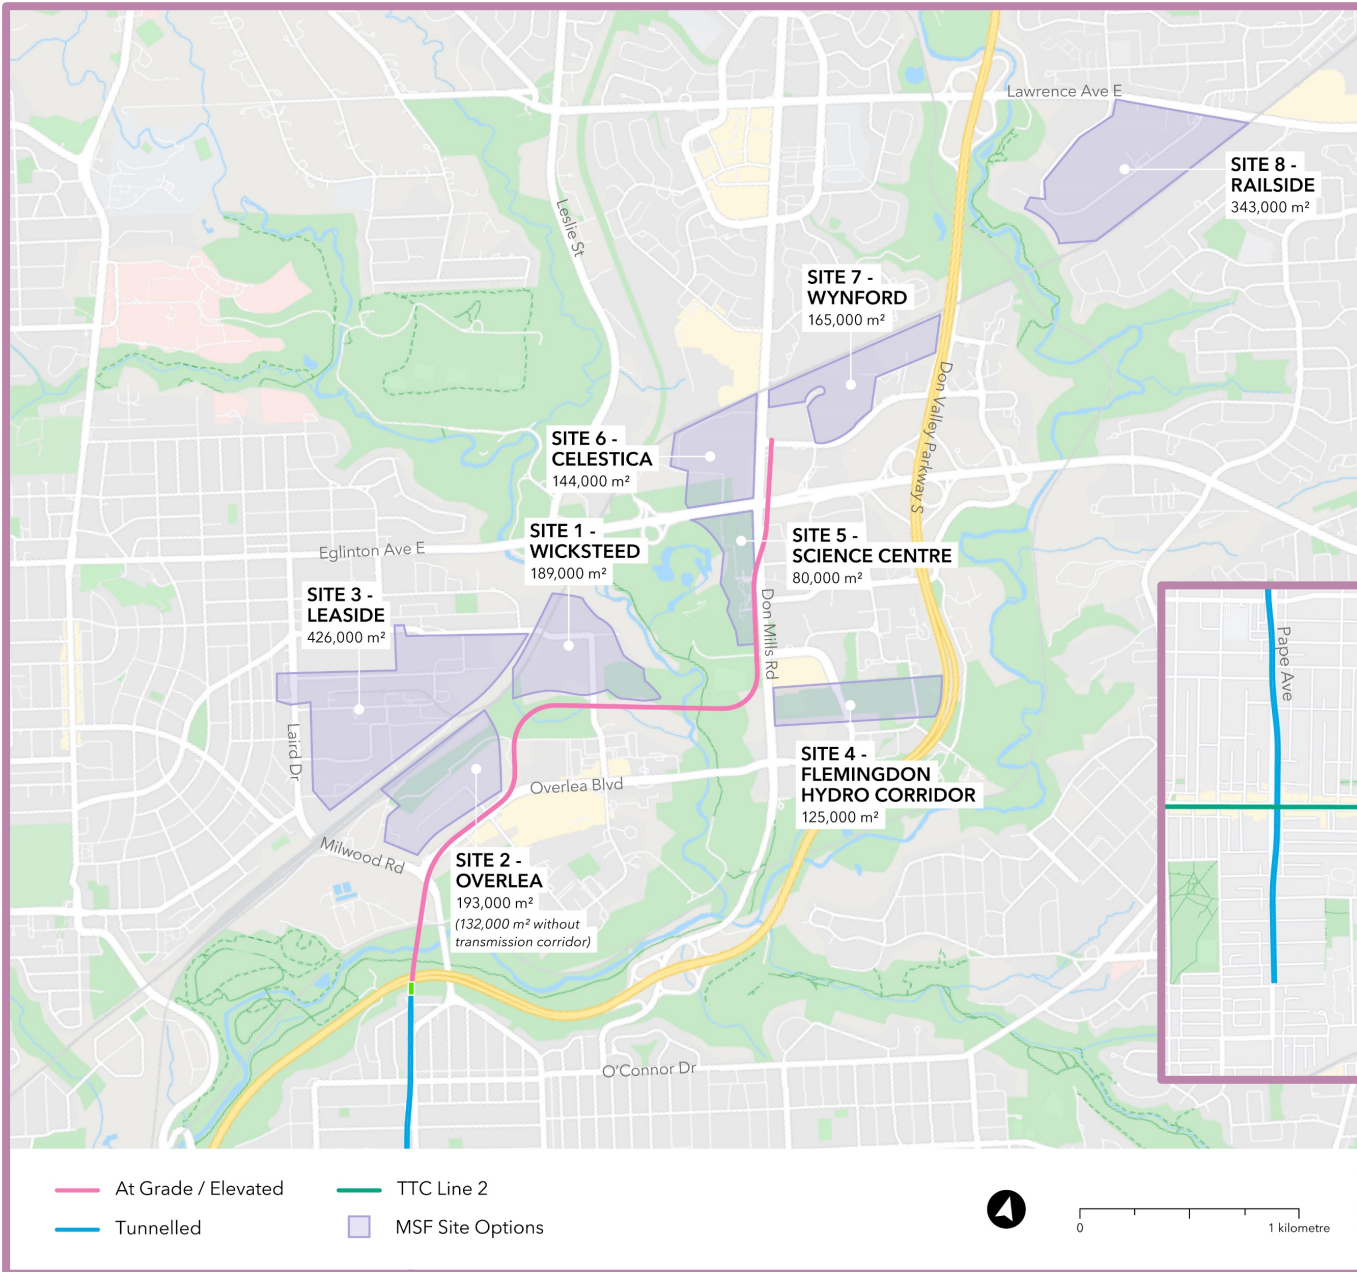 Lawrence Ave E
SITE 8 -
RAILSIDE
343,000 m²
Leslie St
SITE 7 -
WYNFORD
165,000 m²
Don Valley Parkway S
SITE 6 -
CELESTICA
144,000 m²
SITE 1 -
WICKSTEED
189,000 m²
Eglinton Ave E
SITE 5 -
SCIENCE CENTRE
80,000 m²
SITE 3 -
LEASIDE
426,000 m²
Don Mills Rd
Pape Ave
Laird Dr
SITE 4 -
FLEMINGDON
HYDRO CORRIDOR
125,000 m²
Overlea Blvd
Milwood Rd
SITE 2 -
OVERLEA
193,000 m²
(132,000 m² without
transmission corridor)
O'Connor Dr
At Grade / Elevated
TTC Line 2
Tunnelled
MSF Site Options
0
1 kilometre